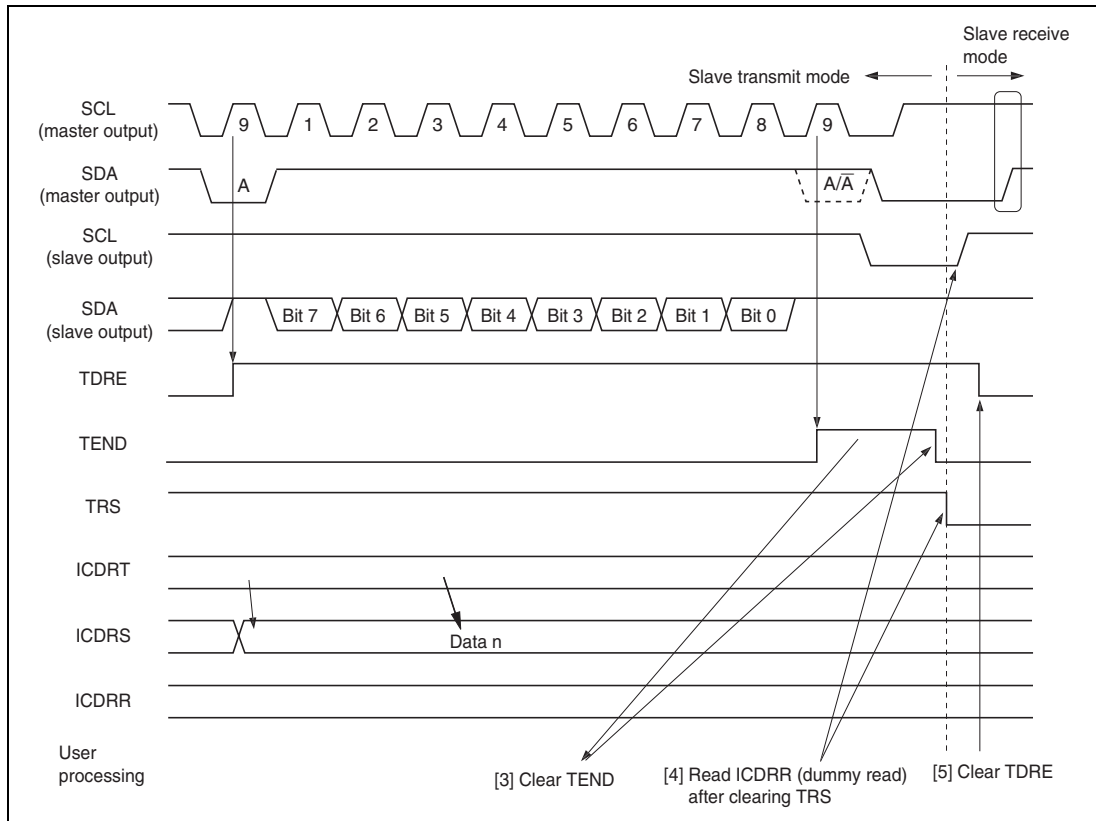 Slave receive
mode
Slave transmit mode
SCL
(master output)
9 1 2 3 4 5 6 7 8 9
SDA
(master output)
A A/A̅
SCL
(slave output)
SDA
(slave output)
Bit 7 Bit 6 Bit 5 Bit 4 Bit 3 Bit 2 Bit 1 Bit 0
TDRE
TEND
TRS
ICDRT
ICDRS
Data n
ICDRR
User
processing
[3] Clear TEND
[4] Read ICDRR (dummy read)
after clearing TRS
[5] Clear TDRE